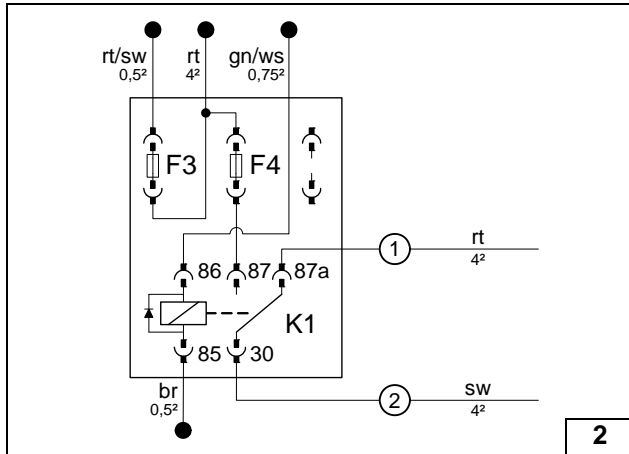 rt/sw rt gn/ws
0,5² 4² 0,75²
F3 F4
86 87 87a
1 rt
4²
K1
85 30
br
0,5²
2 sw
4²
2